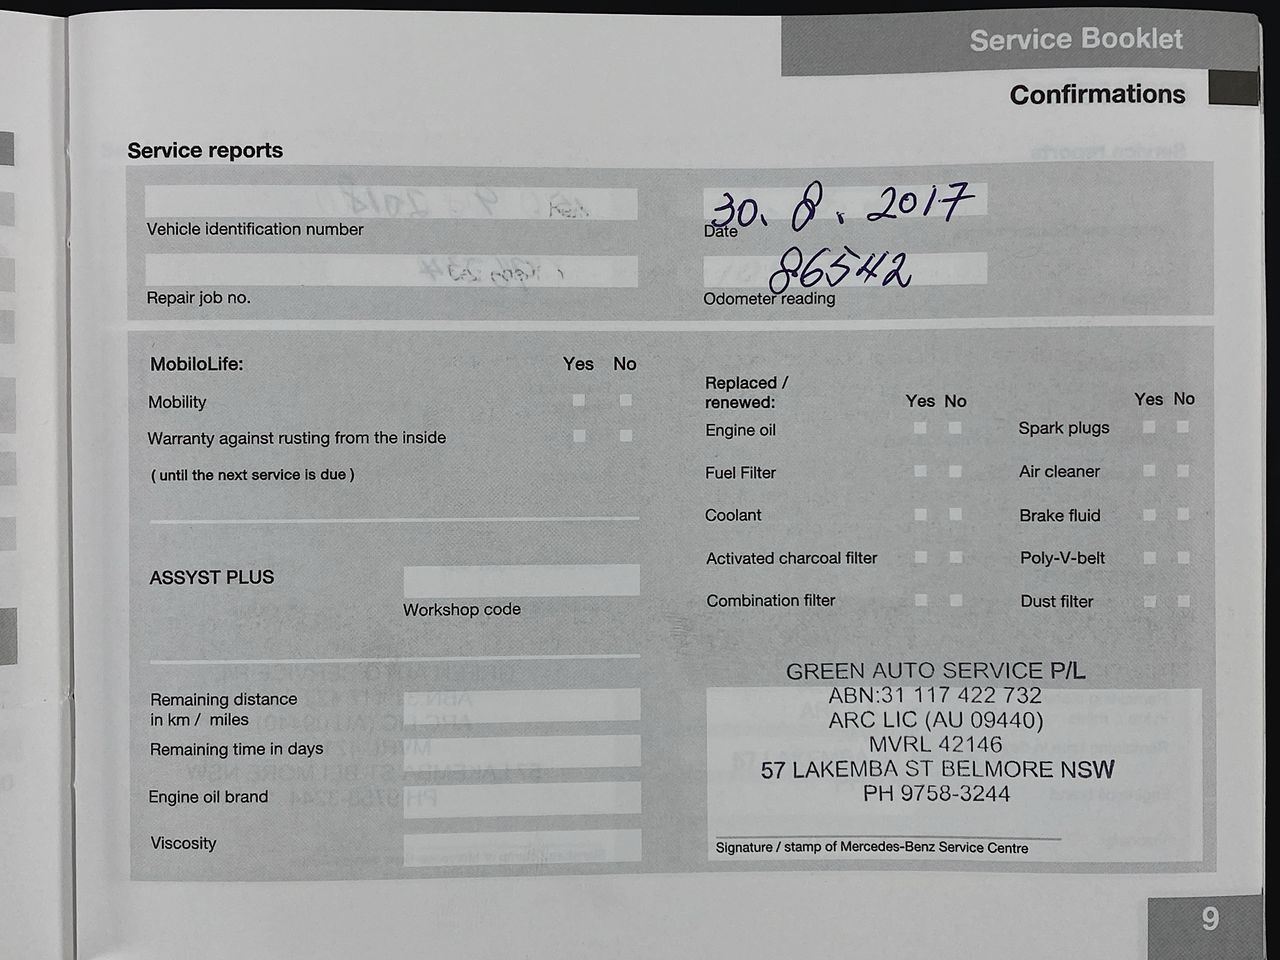 Service Booklet
Confirmations
Service reports
30. 8. 2017
Vehicle identification number
Date
86542
Repair job no.
Odometer reading
MobiloLife:
Yes No
Mobility
Warranty against rusting from the inside
( until the next service is due )
ASSYST PLUS
Workshop code
Remaining distance
in km / miles
Remaining time in days
Engine oil brand
Viscosity
Replaced /
renewed:
Yes No
Yes No
Engine oil
Spark plugs
Fuel Filter
Air cleaner
Coolant
Brake fluid
Activated charcoal filter
Poly-V-belt
Combination filter
Dust filter
GREEN AUTO SERVICE P/L
ABN:31 117 422 732
ARC LIC (AU 09440)
MVRL 42146
57 LAKEMBA ST BELMORE NSW
PH 9758-3244
Signature / stamp of Mercedes-Benz Service Centre
9